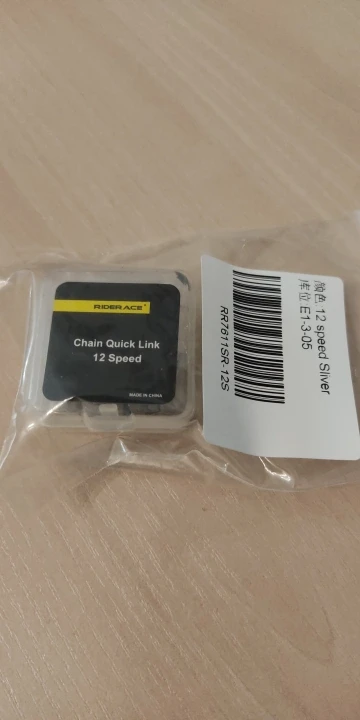 RIDERACE
Chain Quick Link
12 Speed
MADE IN CHINA
颜色 12 speed Sliver
库位 E1-3-05
RR7611SR-12S